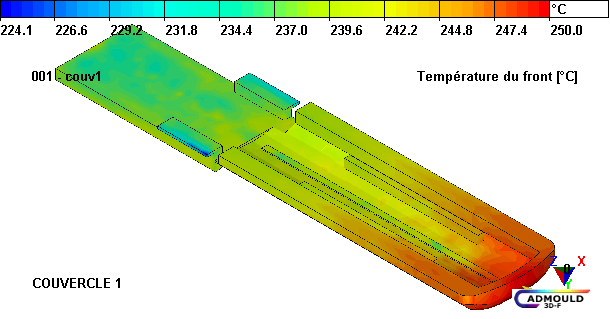 °C
224.1 226.6 229.2 231.8 234.4 237.0 239.6 242.2 244.8 247.4 250.0
001 - couv1 Température du front [°C]
Z X
Y
COUVERCLE 1
CADMOULD
3D-F